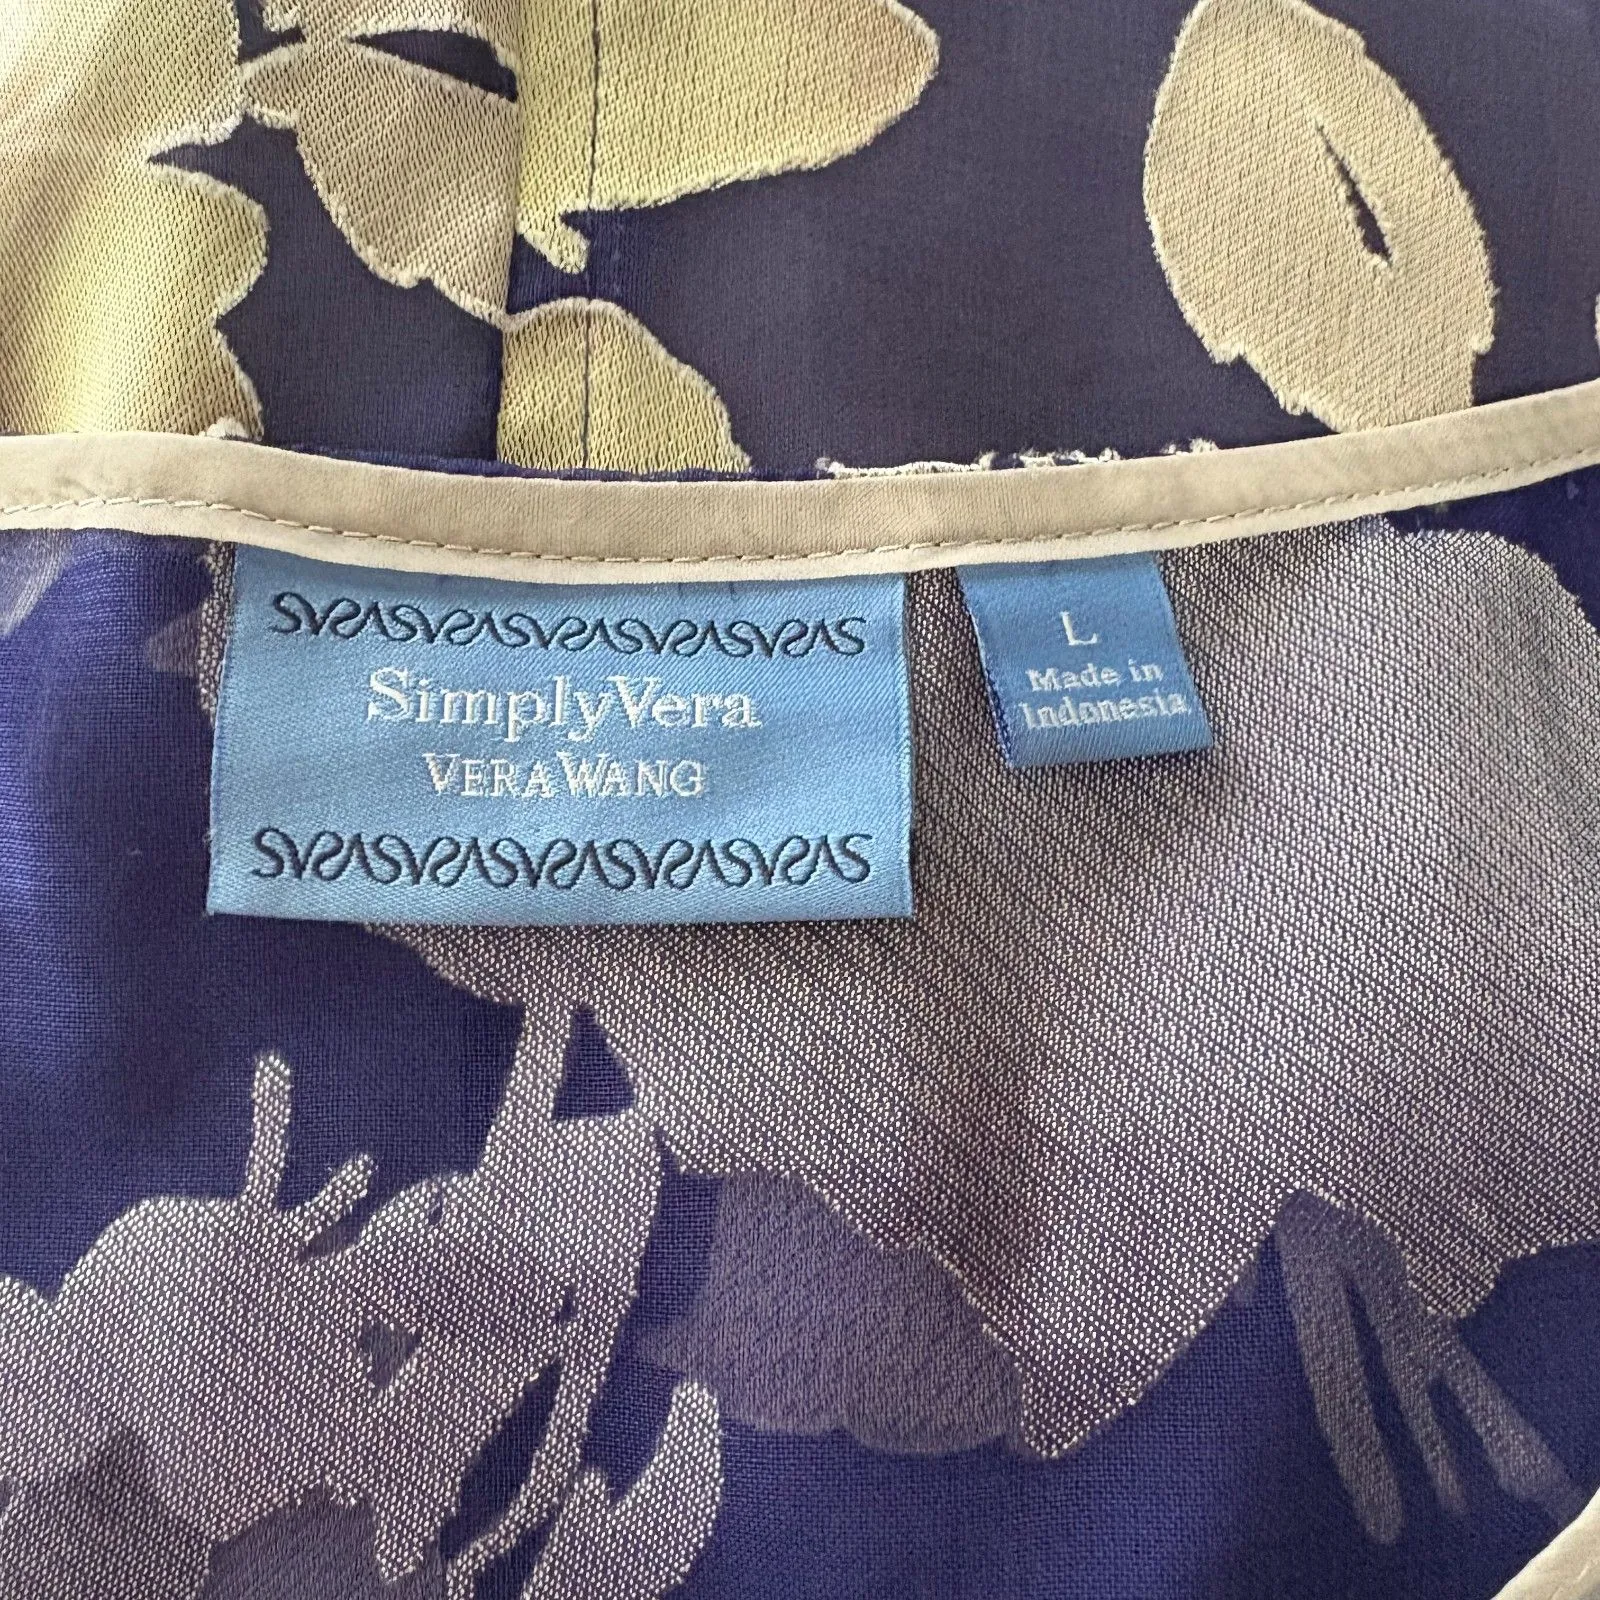 SimplyVera
VERA WANG
L
Made in
Indonesia